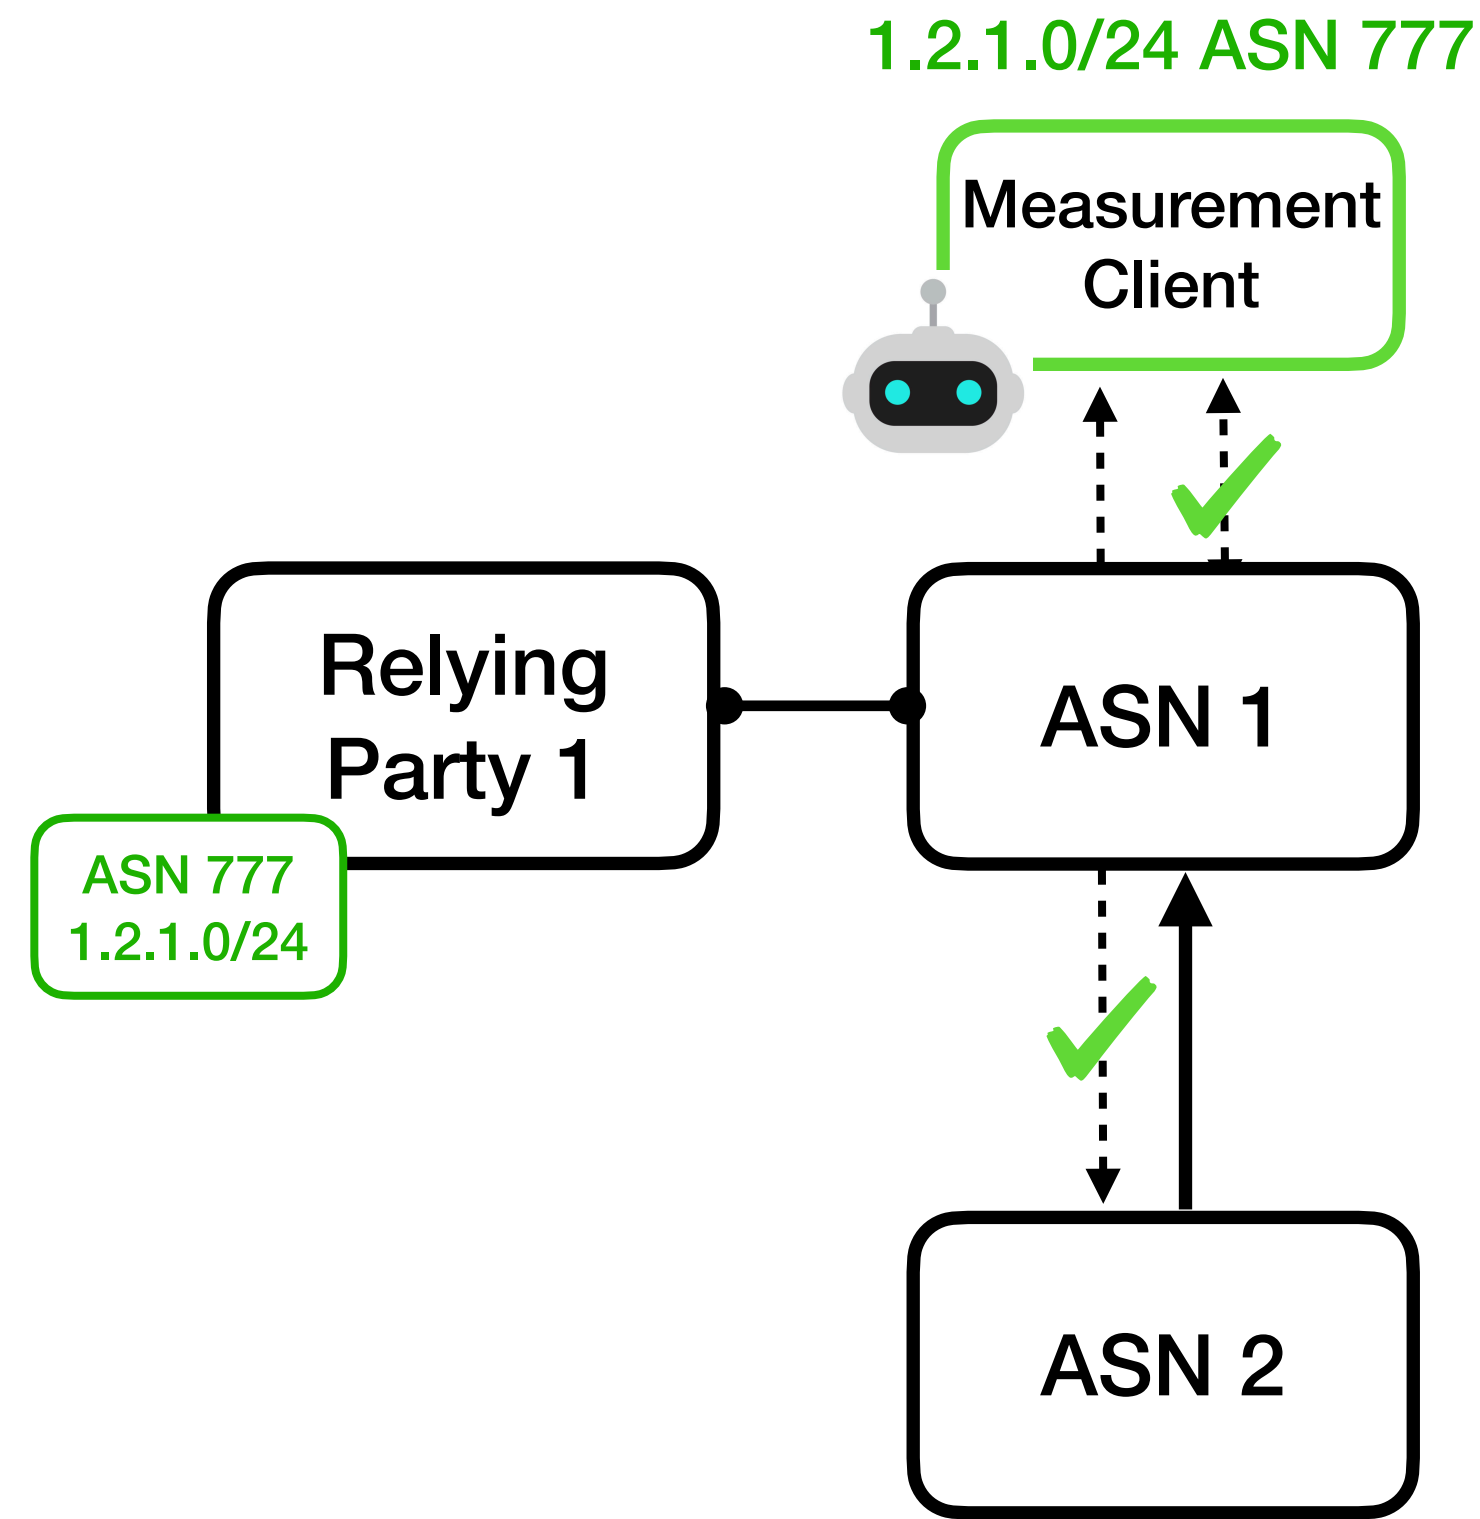 1.2.1.0/24 ASN 777
Measurement
Client
Relying
Party 1
ASN 1
ASN 777
1.2.1.0/24
ASN 2